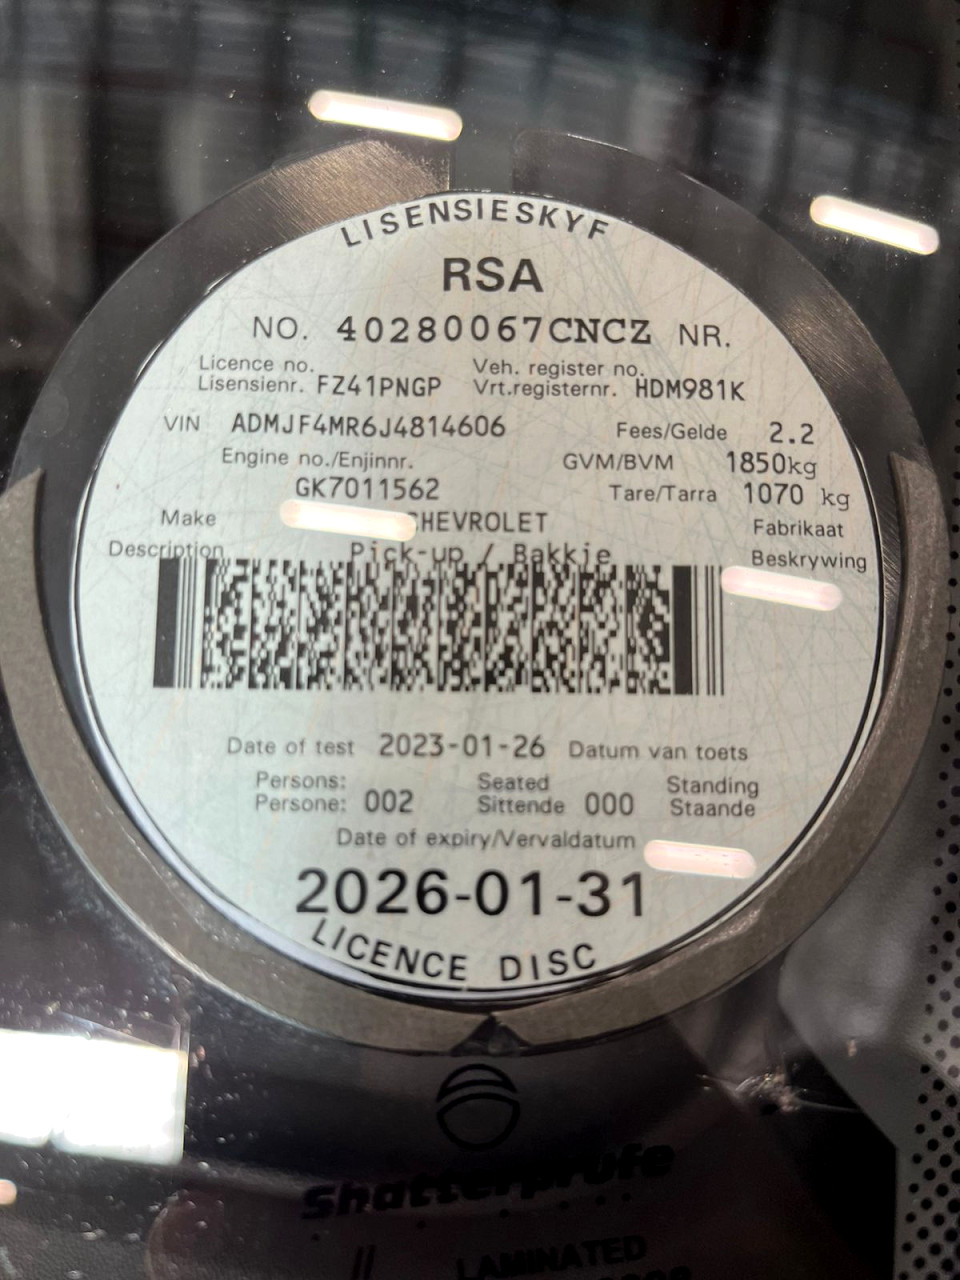 LISENSIESKYF
RSA
NO. 40280067CNCZ NR.
Licence no. Veh. register no.
Lisensienr. FZ41PNGP Vrt.registernr. HDM981K
VIN ADMJF4MR6J4814606 Fees/Gelde 2.2
Engine no./Enjinnr. GVM/BVM 1850kg
GK7011562 Tare/Tarra 1070 kg
Make CHEVROLET Fabrikaat
Description Pick-up / Bakkie Beskrywing
Date of test 2023-01-26 Datum van toets
Persons: Seated Standing
Persone: 002 Sittende 000 Staande
Date of expiry/Vervaldatum
2026-01-31
LICENCE DISC
Shatterprufe
LAMINATED